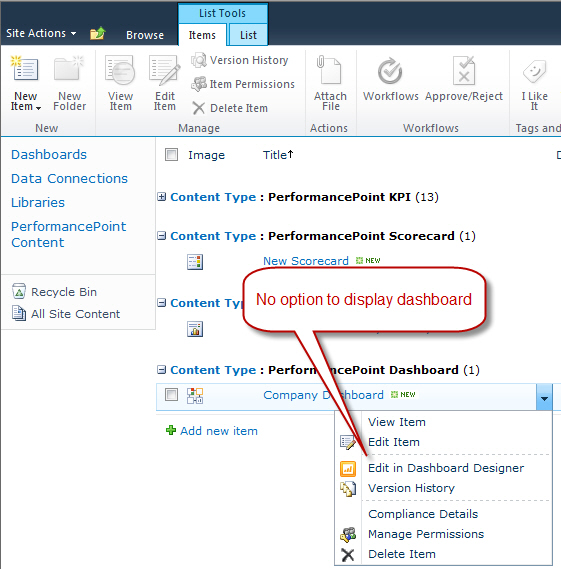 List Tools
Site Actions
Browse
Items
List
New Item
New Folder
View Item
Edit Item
Version History
Item Permissions
Delete Item
Attach File
Workflows
Approve/Reject
I Like It
New
Manage
Actions
Workflows
Tags and
Dashboards
Data Connections
Libraries
PerformancePoint
Content
Recycle Bin
All Site Content
Image
Title
D
Content Type : PerformancePoint KPI (13)
Content Type : PerformancePoint Scorecard (1)
New Scorecard NEW
Content Typ
No option to display dashboard
Content Type : PerformancePoint Dashboard (1)
Company Dashboard NEW
Add new item
View Item
Edit Item
Edit in Dashboard Designer
Version History
Compliance Details
Manage Permissions
Delete Item